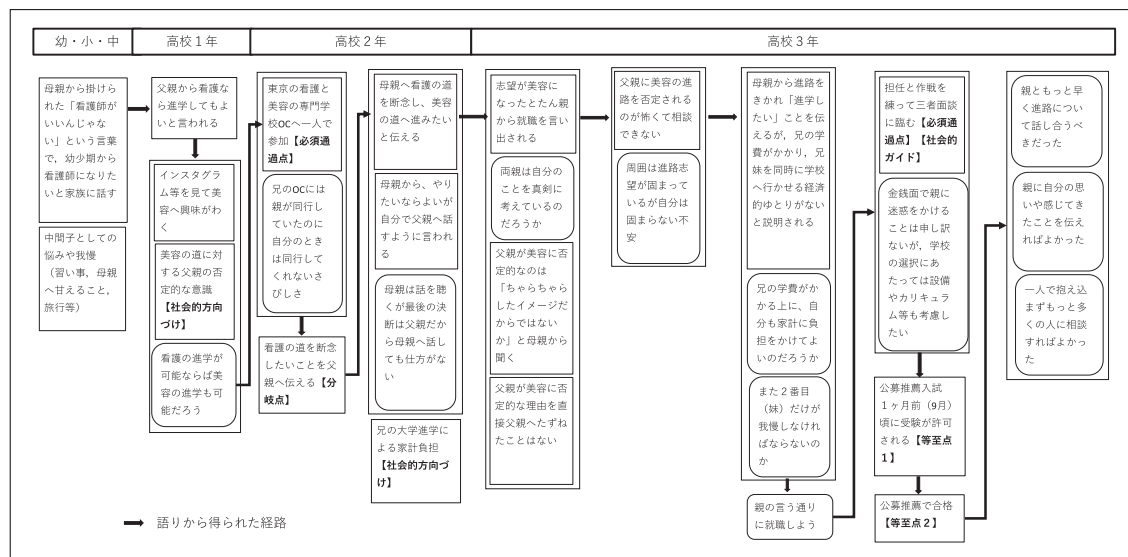 幼・小・中
高校１年
高校２年
高校３年
母親から掛けら
れた「看護師が
いいんじゃな
い」という言葉
で，幼少期から
看護師になりた
いと家族に話す
中間子としての
悩みや我慢
（習い事，母親
へ甘えること，
旅行等）
父親から看護な
ら進学してもよ
いと言われる
インスタグラ
ム等を見て美
容へ興味がわ
く
美容の道に対
する父親の否
定的な意識
【社会的方向
づけ】
看護の進学が
可能ならば美
容の進学も可
能だろう
東京の看護と
美容の専門学
校OCへ一人で
参加【必須通
過点】
兄のOCには
親が同行し
ていたのに
自分のとき
は同行して
くれないさ
びしさ
看護の道を断念
したいことを父
親へ伝える【分
岐点】
母親へ看護の道
を断念し、美容
の道へ進みたい
と伝える
母親から、やり
たいならよいが
自分で父親へ話
すように言われ
る
母親は話を聴
くが最後の決
断は父親だか
ら母親へ話し
ても仕方がな
い
兄の大学進学に
よる家計負担
【社会的方向づ
け】
志望が美容に
なったとたん親
から就職を言い
出される
両親は自分の
ことを真剣に
考えているの
だろうか
父親が美容に否
定的なのは
「ちゃらちゃら
したイメージだ
からではない
か」と母親から
聞く
父親が美容に否
定的な理由を直
接父親へたずね
たことはない
父親に美容の進
路を否定される
のが怖くて相談
できない
周囲は進路志
望が固まって
いるが自分は
固まらない不
安
母親から進路を
きかれ「進学し
たい」ことを伝
えるが，兄の学
費がかかり，兄
妹を同時に学校
へ行かせる経済
的ゆとりがない
と説明される
兄の学費がか
かる上に、自
分も家計に負
担をかけてよ
いのだろうか
また２番目
（妹）だけが
我慢しなけれ
ばならないの
か
親の言う通り
に就職しよう
担任と作戦を
練って三者面談
に臨む【必須通
過点】【社会的
ガイド】
金銭面で親に
迷惑をかける
ことは申し訳
ないが，学校
の選択にあ
たっては設備
やカリキュラ
ム等も考慮し
たい
公募推薦入試
１ヶ月前（9月）
頃に受験が許可
される【等至点
１】
公募推薦で合格
【等至点２】
親ともっと早
く進路につい
て話し合うべ
きだった
親に自分の思
いや感じてき
たことを伝え
ればよかった
一人で抱え込
まずもっと多
くの人に相談
すればよかっ
た
語りから得られた経路